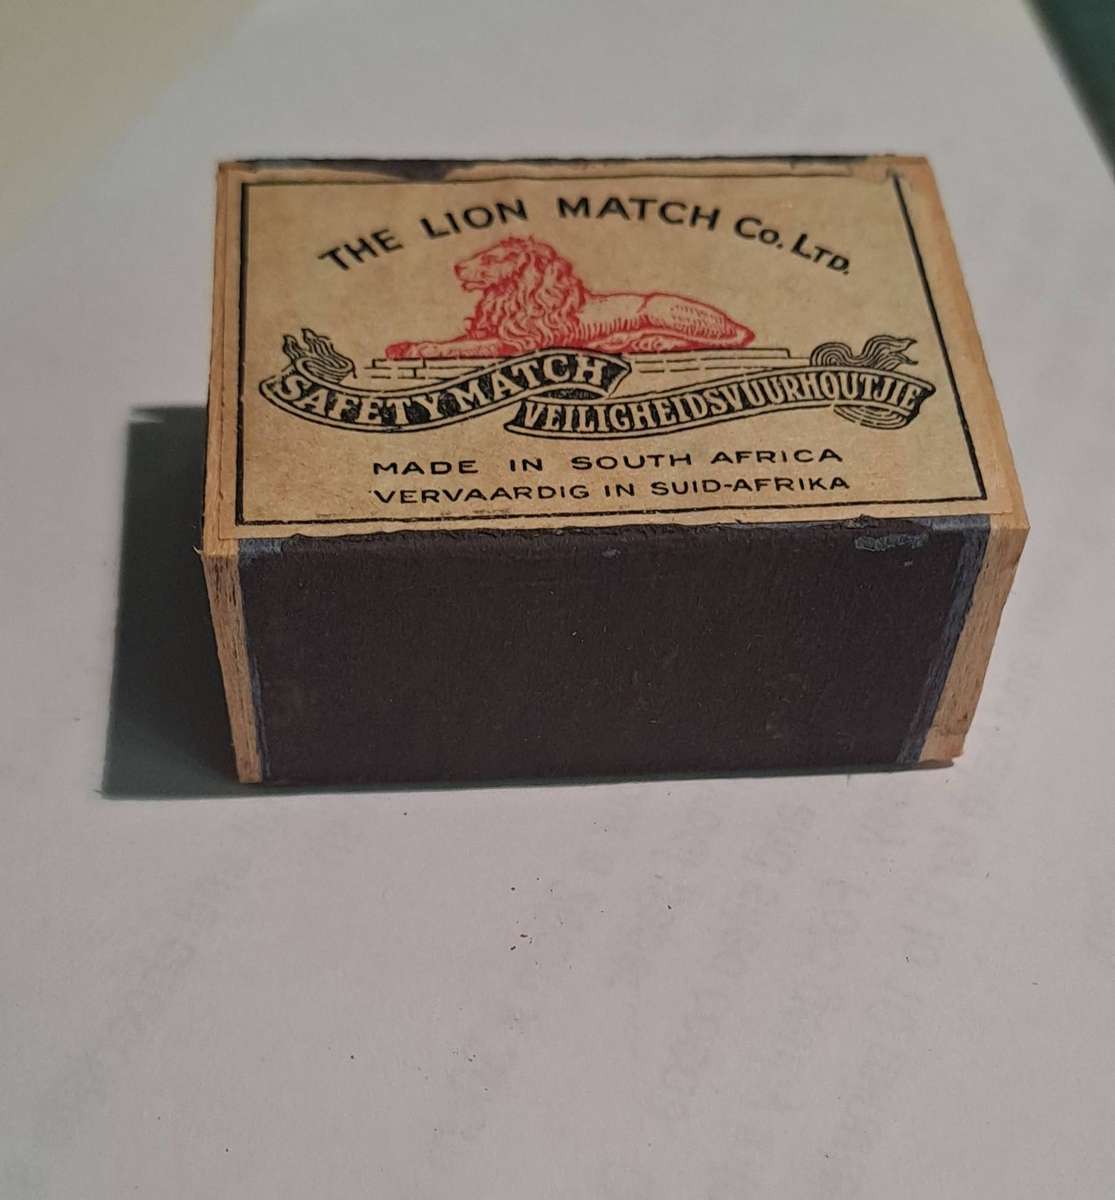 THE LION MATCH Co. LTD.
SAFETY MATCH
VEILIGHEIDSVUURHOUTJIE
MADE IN SOUTH AFRICA
VERVAARDIG IN SUID-AFRIKA